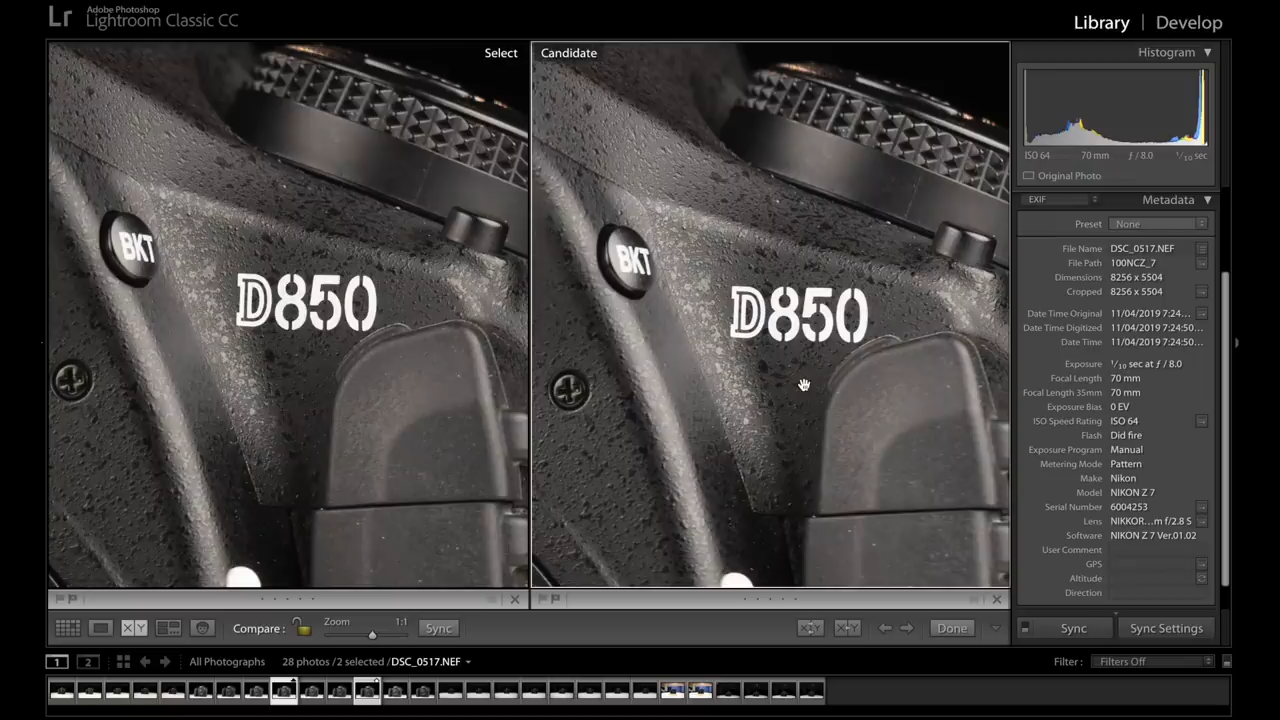 Lr
Adobe Photoshop
Lightroom Classic CC
Library | Develop
Select
BKT
D850
Candidate
BKT
D850
Histogram
ISO 64 70 mm ƒ / 8.0 1/10 sec
Original Photo
EXIF Metadata
Preset None
File Name DSC_0517.NEF
File Path 100NCZ_7
Dimensions 8256 x 5504
Cropped 8256 x 5504
Date Time Original 11/04/2019 7:24...
Date Time Digitized 11/04/2019 7:24:50...
Date Time 11/04/2019 7:24:50...
Exposure 1/10 sec at ƒ / 8.0
Focal Length 70 mm
Focal Length 35mm 70 mm
Exposure Bias 0 EV
ISO Speed Rating ISO 64
Flash Did fire
Exposure Program Manual
Metering Mode Pattern
Make Nikon
Model NIKON Z 7
Serial Number 6004253
Lens NIKKOR...m f/2.8 S
Software NIKON Z 7 Ver.01.02
User Comment
GPS
Altitude
Direction
Compare : Zoom 1:1 Sync
XY XY Done
Sync Sync Settings
1 2 All Photographs 28 photos / 2 selected / DSC_0517.NEF
Filter : Filters Off